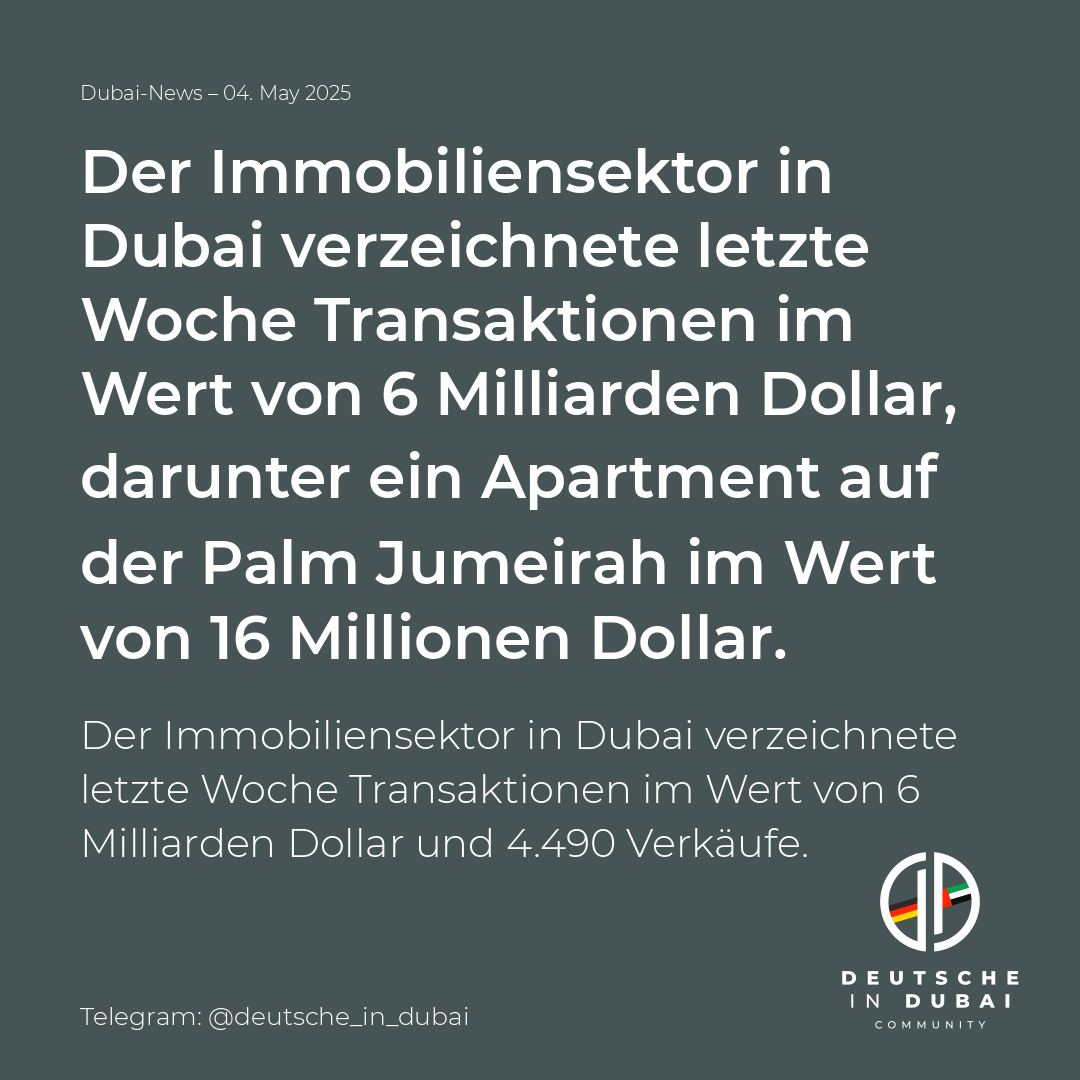 Dubai-News – 04. May 2025
Der Immobiliensektor in
Dubai verzeichnete letzte
Woche Transaktionen im
Wert von 6 Milliarden Dollar,
darunter ein Apartment auf
der Palm Jumeirah im Wert
von 16 Millionen Dollar.
Der Immobiliensektor in Dubai verzeichnete
letzte Woche Transaktionen im Wert von 6
Milliarden Dollar und 4.490 Verkäufe.
DEUTSCHE
IN DUBAI
COMMUNITY
Telegram: @deutsche_in_dubai